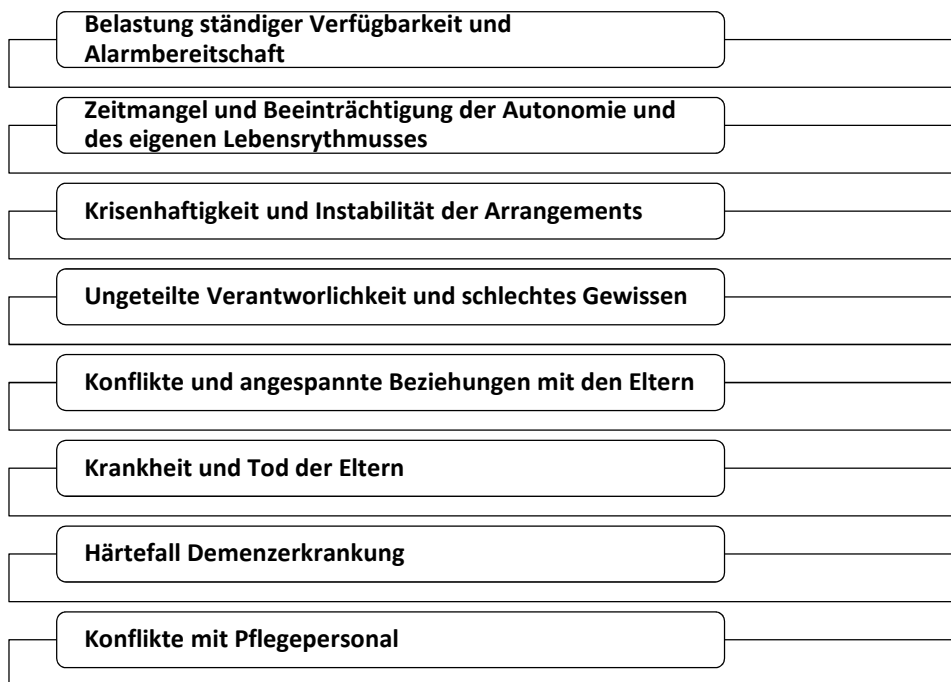 Belastung ständiger Verfügbarkeit und
Alarmbereitschaft
Zeitmangel und Beeinträchtigung der Autonomie und
des eigenen Lebensrythmusses
Krisenhaftigkeit und Instabilität der Arrangements
Ungeteilte Verantworlichkeit und schlechtes Gewissen
Konflikte und angespannte Beziehungen mit den Eltern
Krankheit und Tod der Eltern
Härtefall Demenzerkrankung
Konflikte mit Pflegepersonal